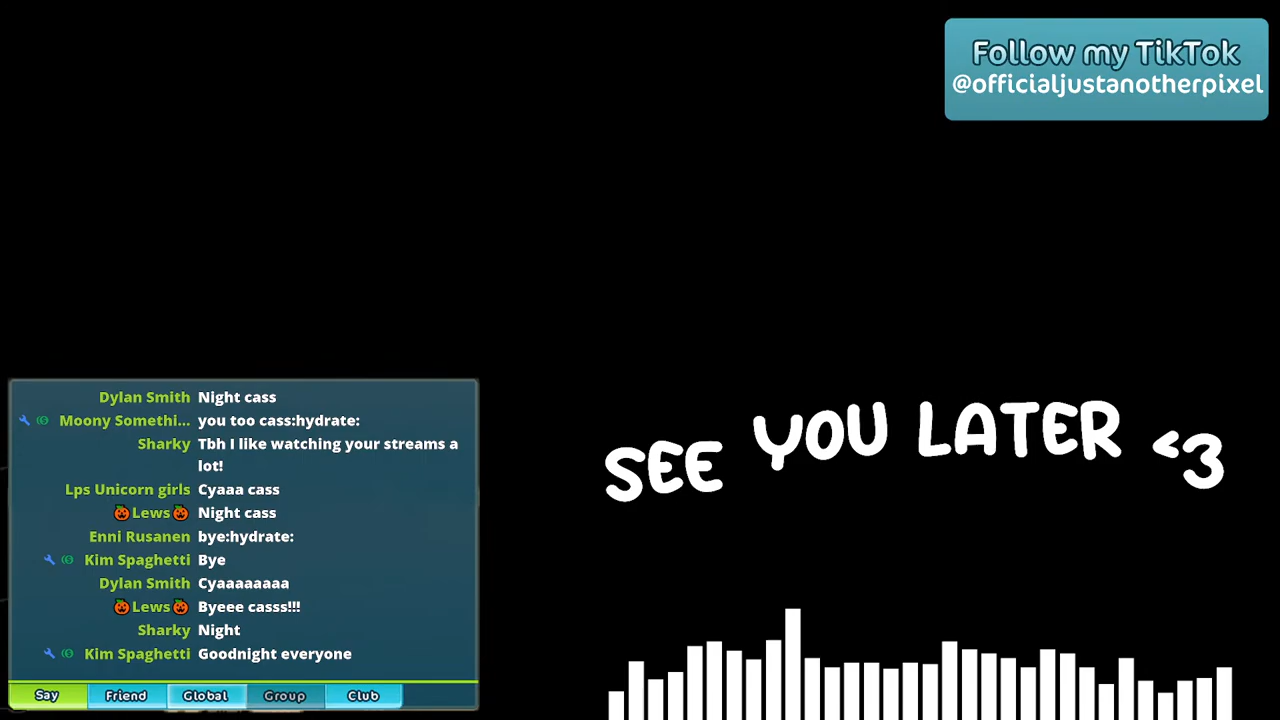 Follow my TikTok
@officialjustanotherpixel
Dylan Smith Night cass
Moony Somethi... you too cass:hydrate:
Sharky Tbh I like watching your streams a
lot!
Lps Unicorn girls Cyaaa cass
🎃Lews🎃 Night cass
Enni Rusanen bye:hydrate:
Kim Spaghetti Bye
Dylan Smith Cyaaaaaaaa
🎃Lews🎃 Byeee casss!!!
Sharky Night
Kim Spaghetti Goodnight everyone
Say Friend Global Group Club
SEE YOU LATER <3